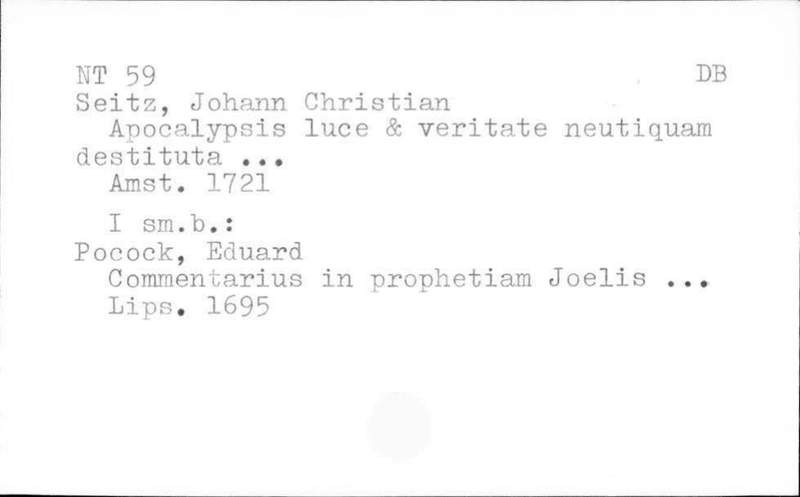 NT 59 DB
Seitz, Johann Christian
Apocalypsis luce & veritate neutiquam
destituta ...
Amst. 1721
I sm.b.:
Pocock, Eduard
Commentarius in prophetiam Joelis ...
Lips. 1695